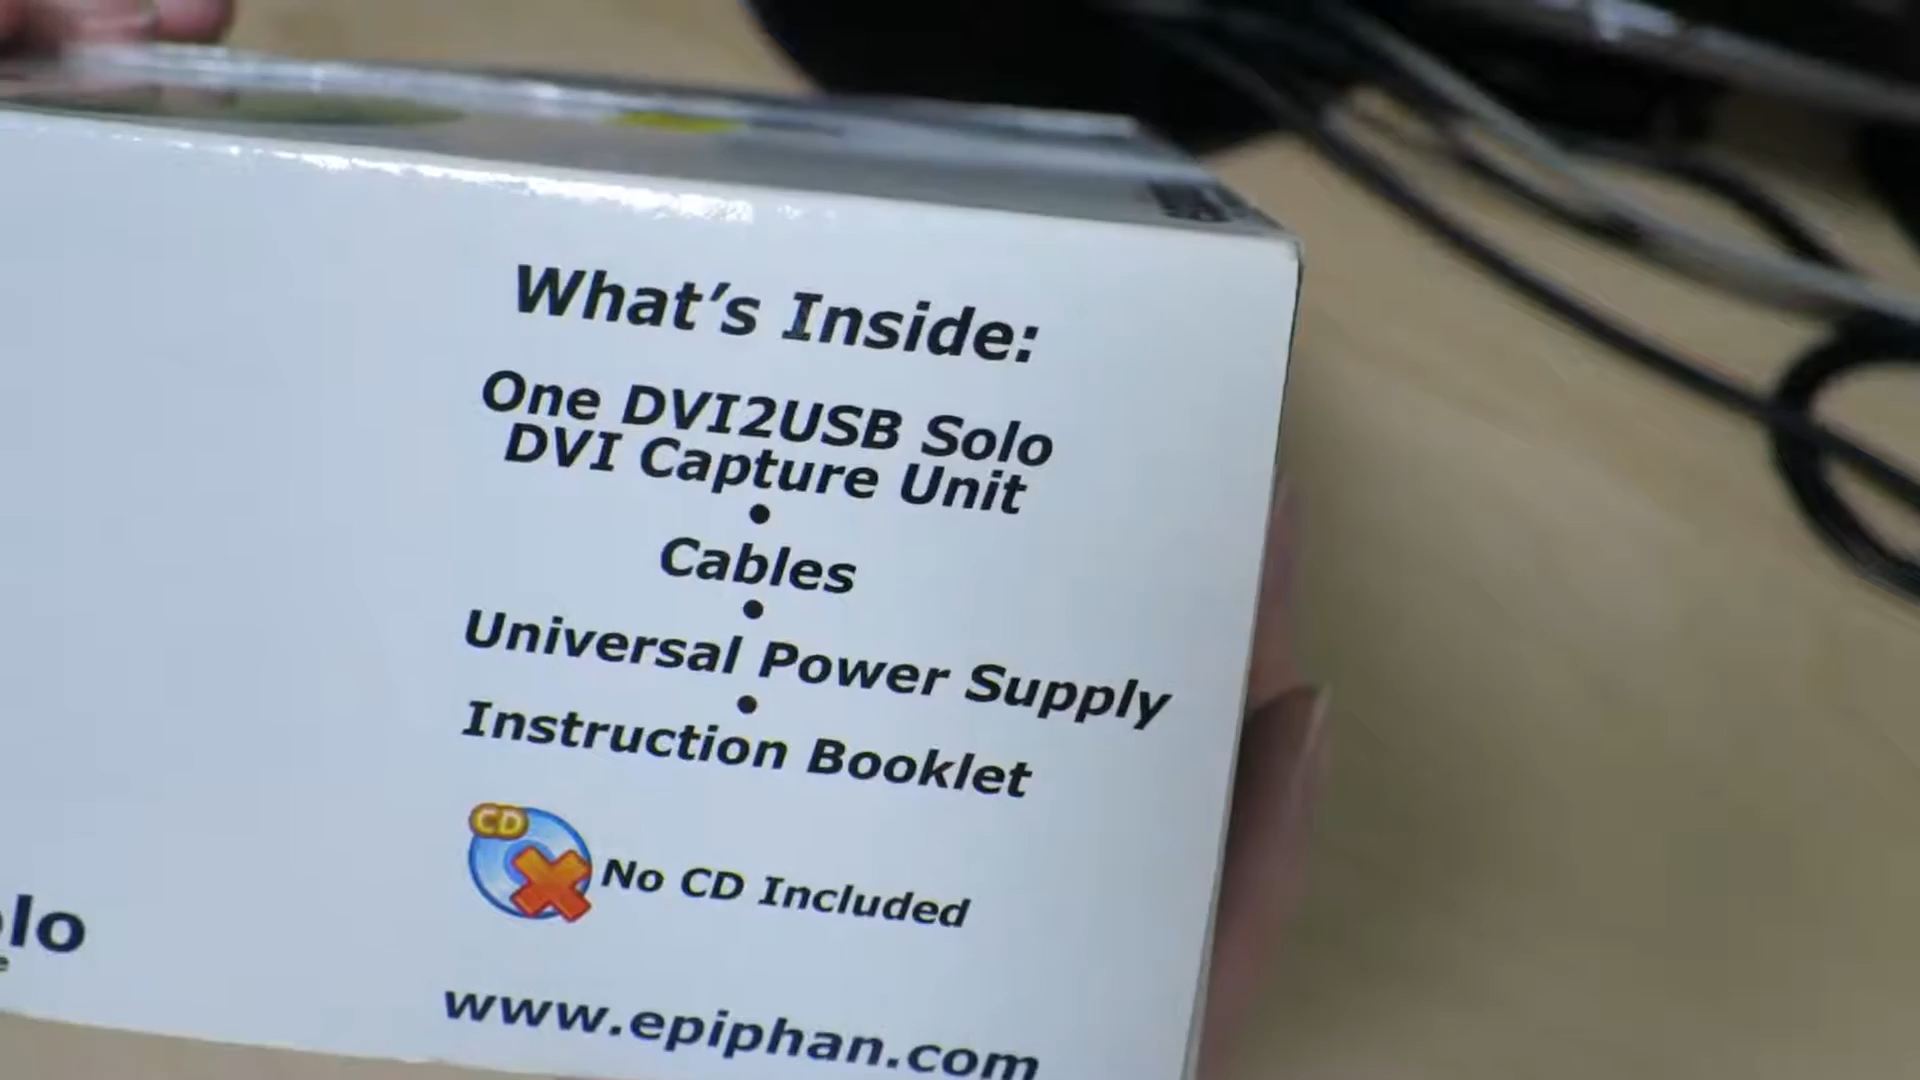 What's Inside:
One DVI2USB Solo
DVI Capture Unit
•
Cables
•
Universal Power Supply
•
Instruction Booklet
CD
No CD Included
www.epiphan.com